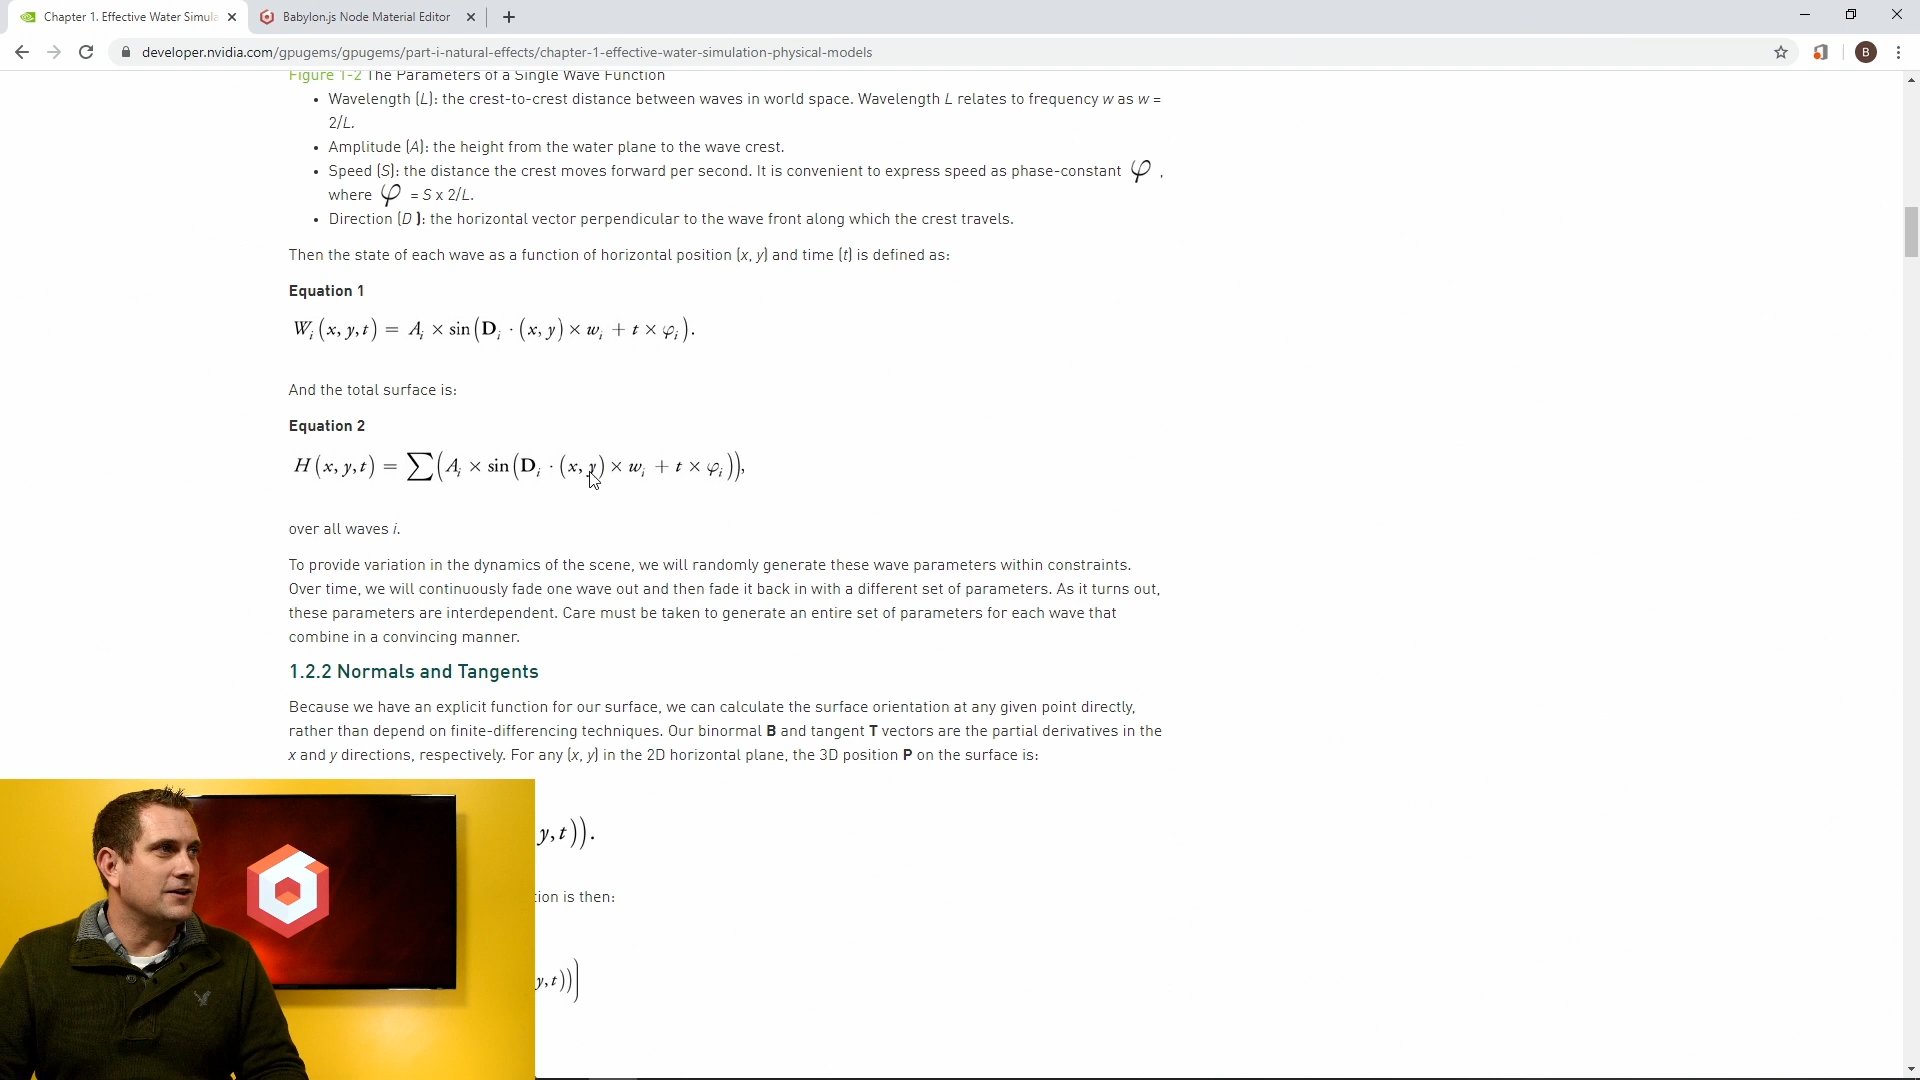 Chapter 1. Effective Water Simula
Babylon.js Node Material Editor
developer.nvidia.com/gpugems/gpugems/part-i-natural-effects/chapter-1-effective-water-simulation-physical-models
B
Figure 1-2 The Parameters of a Single Wave Function
• Wavelength (L): the crest-to-crest distance between waves in world space. Wavelength L relates to frequency w as w =
2/L.
• Amplitude (A): the height from the water plane to the wave crest.
• Speed (S): the distance the crest moves forward per second. It is convenient to express speed as phase-constant φ ,
where φ = S x 2/L.
• Direction (D ): the horizontal vector perpendicular to the wave front along which the crest travels.
Then the state of each wave as a function of horizontal position (x, y) and time (t) is defined as:
Equation 1
W_i (x, y, t) = A_i × sin(D_i · (x, y) × w_i + t × φ_i).
And the total surface is:
Equation 2
H(x, y, t) = ∑(A_i × sin(D_i · (x, y) × w_i + t × φ_i)),
over all waves i.
To provide variation in the dynamics of the scene, we will randomly generate these wave parameters within constraints.
Over time, we will continuously fade one wave out and then fade it back in with a different set of parameters. As it turns out,
these parameters are interdependent. Care must be taken to generate an entire set of parameters for each wave that
combine in a convincing manner.
1.2.2 Normals and Tangents
Because we have an explicit function for our surface, we can calculate the surface orientation at any given point directly,
rather than depend on finite-differencing techniques. Our binormal B and tangent T vectors are the partial derivatives in the
x and y directions, respectively. For any (x, y) in the 2D horizontal plane, the 3D position P on the surface is:
y, t)).
tion is then:
y, t))